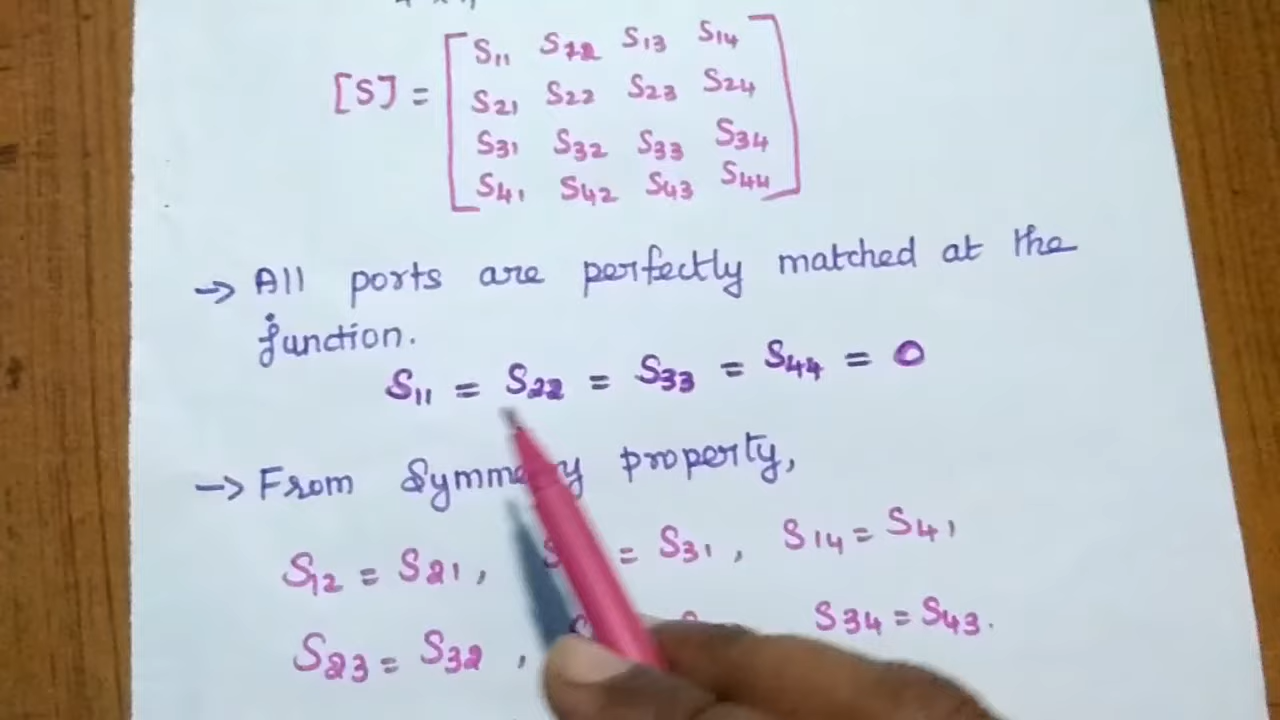 [S] = [ S11 S12 S13 S14
S21 S22 S23 S24
S31 S32 S33 S34
S41 S42 S43 S44 ]
→ All ports are perfectly matched at the
junction.
S11 = S22 = S33 = S44 = 0
→ From property,
S12 = S21, = S31, S14 = S41
S23 = S32, S34 = S43.